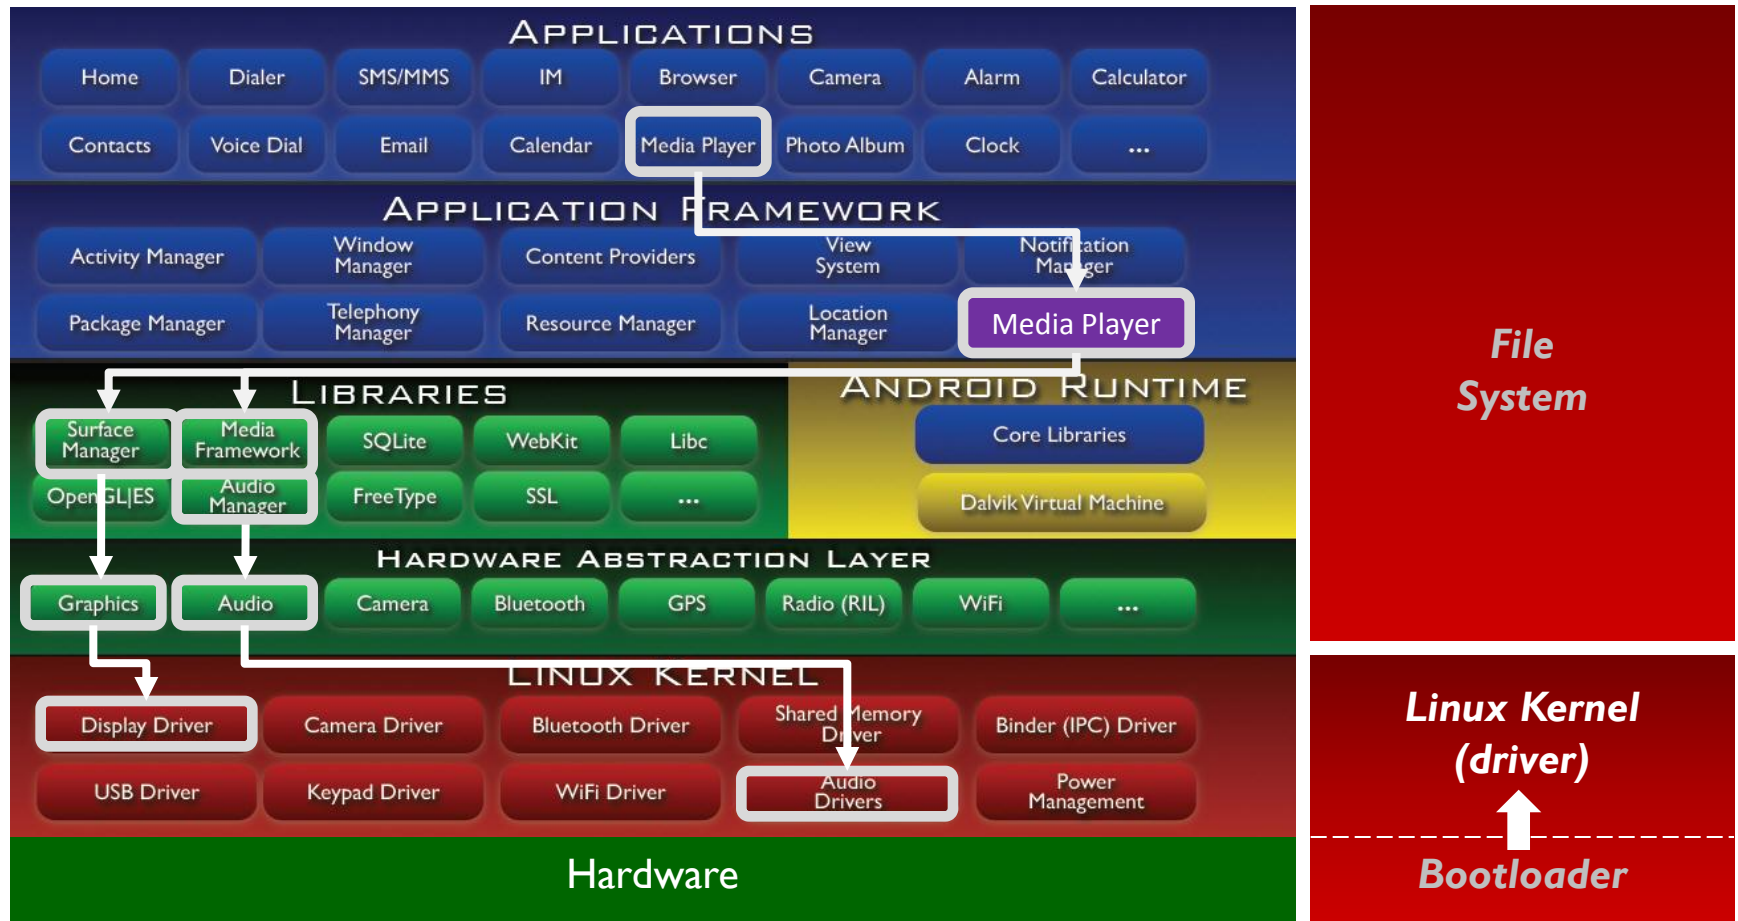 APPLICATIONS
Home
Dialer
SMS/MMS
IM
Browser
Camera
Alarm
Calculator
Contacts
Voice Dial
Email
Calendar
Media Player
Photo Album
Clock
...
APPLICATION FRAMEWORK
Activity Manager
Window
Manager
Content Providers
View
System
Notification
Manager
Package Manager
Telephony
Manager
Resource Manager
Location
Manager
Media Player
LIBRARIES
Surface
Manager
Media
Framework
SQLite
WebKit
Libc
OpenGL|ES
Audio
Manager
FreeType
SSL
...
ANDROID RUNTIME
Core Libraries
Dalvik Virtual Machine
HARDWARE ABSTRACTION LAYER
Graphics
Audio
Camera
Bluetooth
GPS
Radio (RIL)
WiFi
...
LINUX KERNEL
Display Driver
Camera Driver
Bluetooth Driver
Shared Memory
Driver
Binder (IPC) Driver
USB Driver
Keypad Driver
WiFi Driver
Audio
Drivers
Power
Management
Hardware
File
System
Linux Kernel
(driver)
Bootloader